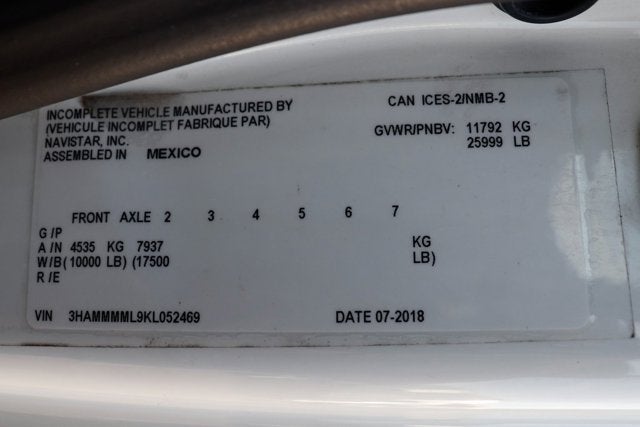 INCOMPLETE VEHICLE MANUFACTURED BY
(VEHICULE INCOMPLET FABRIQUE PAR)
NAVISTAR, INC.
ASSEMBLED IN MEXICO
CAN ICES-2/NMB-2
GVWR/PNBV: 11792 KG
25999 LB
FRONT AXLE 2 3 4 5 6 7
G /P
A /N 4535 KG 7937 KG
W/B ( 10000 LB) (17500 LB)
R /E
VIN 3HAMMMML9KL052469 DATE 07-2018